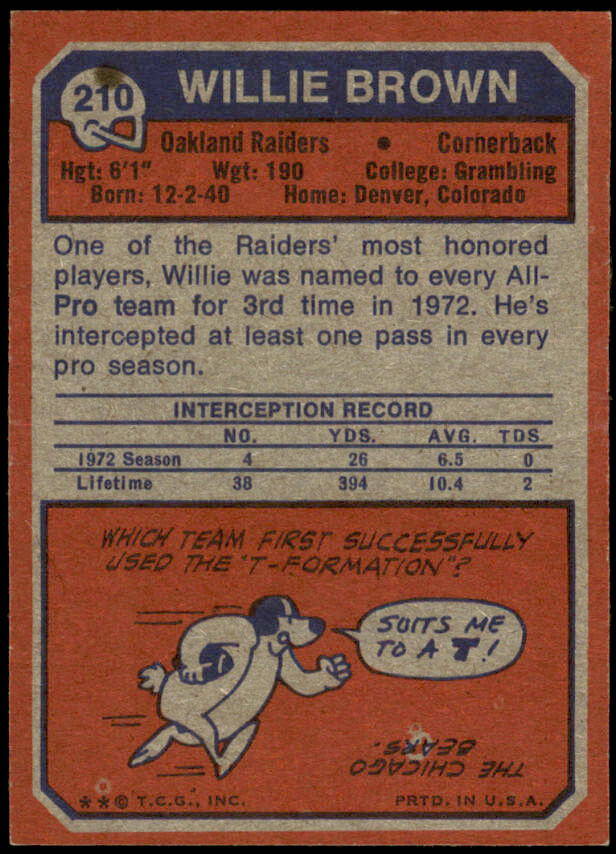 210 WILLIE BROWN
Oakland Raiders • Cornerback
Hgt: 6'1" Wgt: 190 College: Grambling
Born: 12-2-40 Home: Denver, Colorado
One of the Raiders' most honored
players, Willie was named to every All-
Pro team for 3rd time in 1972. He's
intercepted at least one pass in every
pro season.
INTERCEPTION RECORD
NO. YDS. AVG. TDS
1972 Season 4 26 6.5 0
Lifetime 38 394 10.4 2
WHICH TEAM FIRST SUCCESSFULLY
USED THE "T-FORMATION"?
SUITS ME
TO A T!
THE CHICAGO
BEARS.
**© T.C.G., INC. PRTD. IN U.S.A.